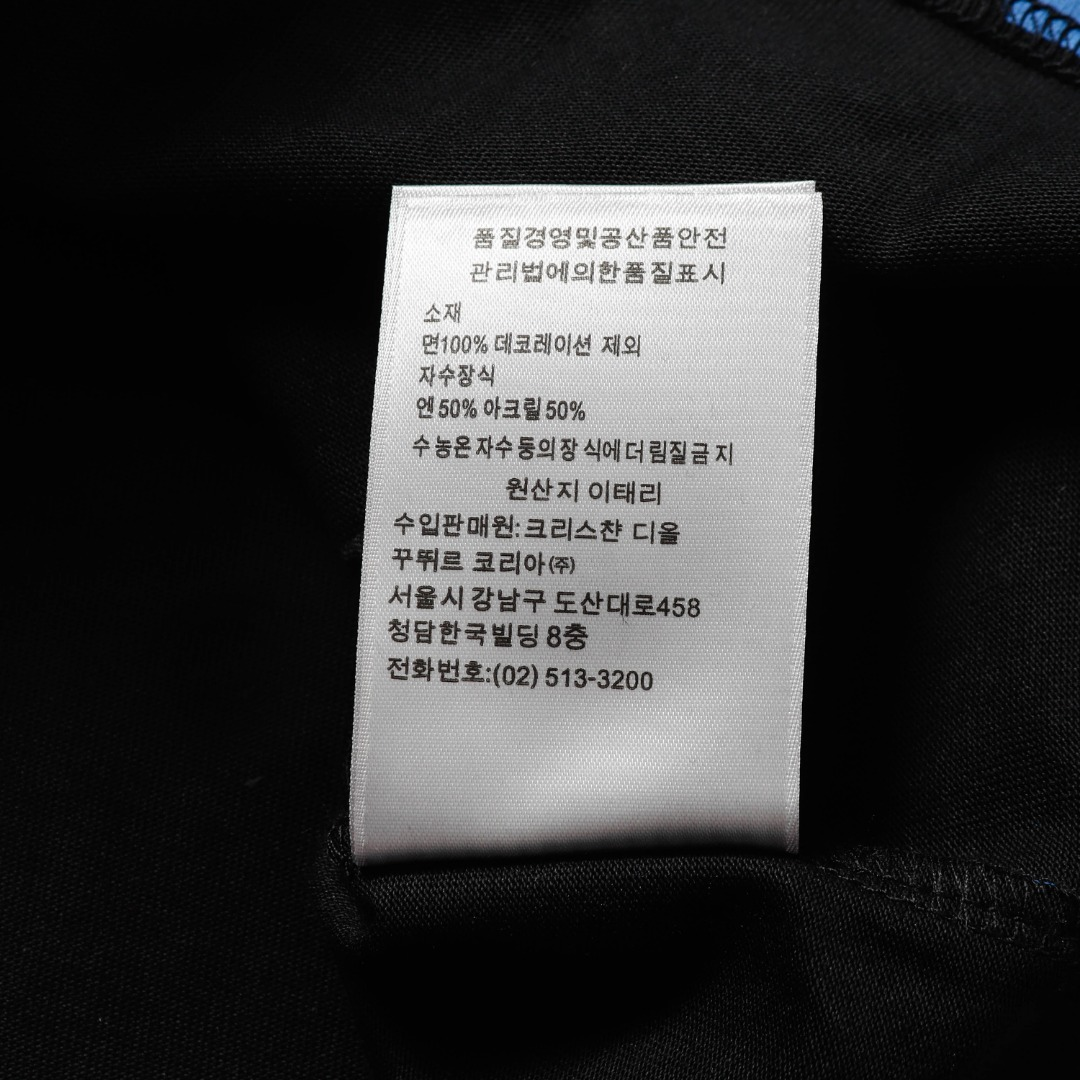 품질경영및공산품안전
관리법에의한품질표시
소재
면100% 데코레이션 제외
자수장식
엔50% 아크릴50%
수농온자수등의장식에더림질금지
원산지 이태리
수입판매원: 크리스챤 디올
꾸뛰르 코리아㈜
서울시 강남구 도산대로458
청담한국빌딩 8층
전화번호:(02) 513-3200